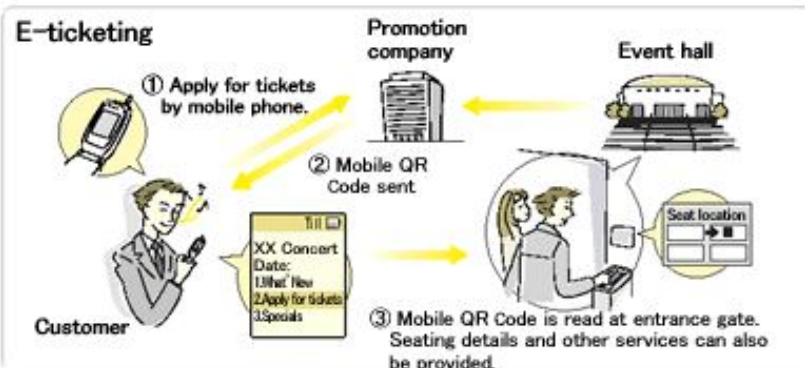 E-ticketing
Promotion
company
Event hall
① Apply for tickets
by mobile phone.
② Mobile QR
Code sent
XX Concert
Date:
1.What' New
2.Apply for tickets
3.Specials
Customer
Seat location
③ Mobile QR Code is read at entrance gate.
Seating details and other services can also
be provided.